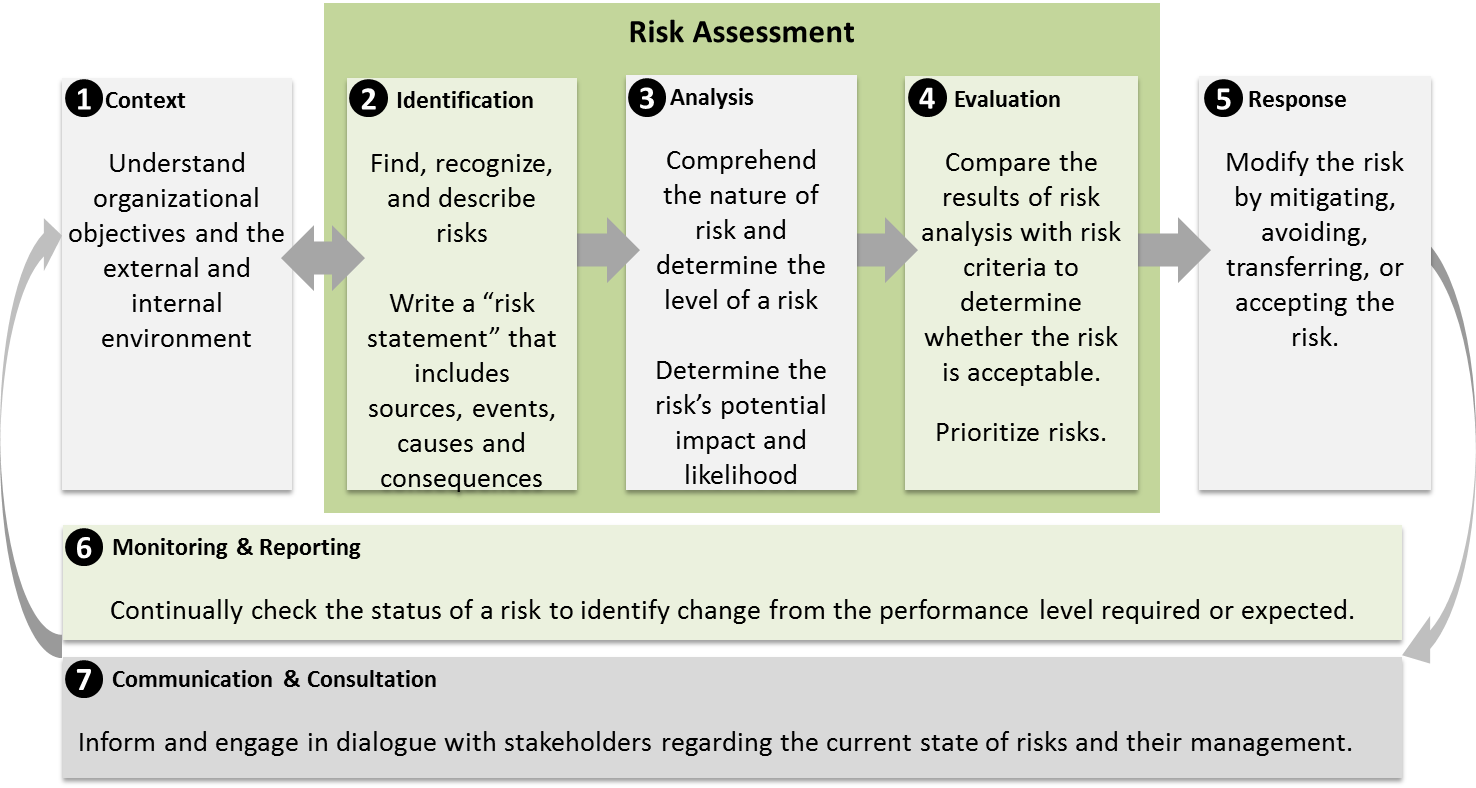 Risk Assessment
1 Context
Understand
organizational
objectives and the
external and
internal
environment
2 Identification
Find, recognize,
and describe
risks
Write a “risk
statement” that
includes
sources, events,
causes and
consequences
3 Analysis
Comprehend
the nature of
risk and
determine the
level of a risk
Determine the
risk’s potential
impact and
likelihood
4 Evaluation
Compare the
results of risk
analysis with risk
criteria to
determine
whether the risk
is acceptable.
Prioritize risks.
5 Response
Modify the risk
by mitigating,
avoiding,
transferring, or
accepting the
risk.
6 Monitoring & Reporting
Continually check the status of a risk to identify change from the performance level required or expected.
7 Communication & Consultation
Inform and engage in dialogue with stakeholders regarding the current state of risks and their management.